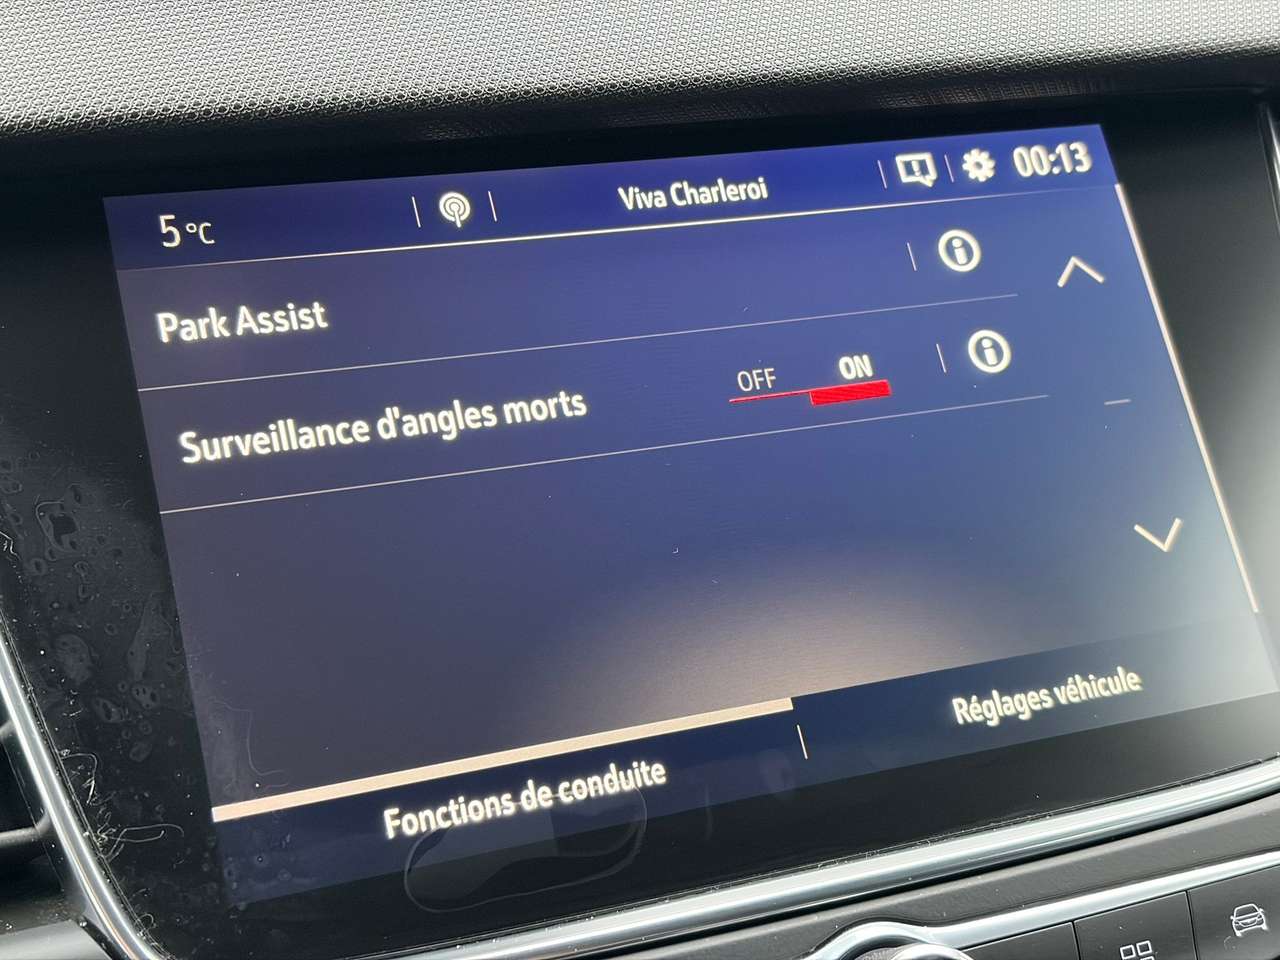 5 °C
Viva Charleroi
00:13
Park Assist
Surveillance d'angles morts
OFF ON
Fonctions de conduite
Réglages véhicule